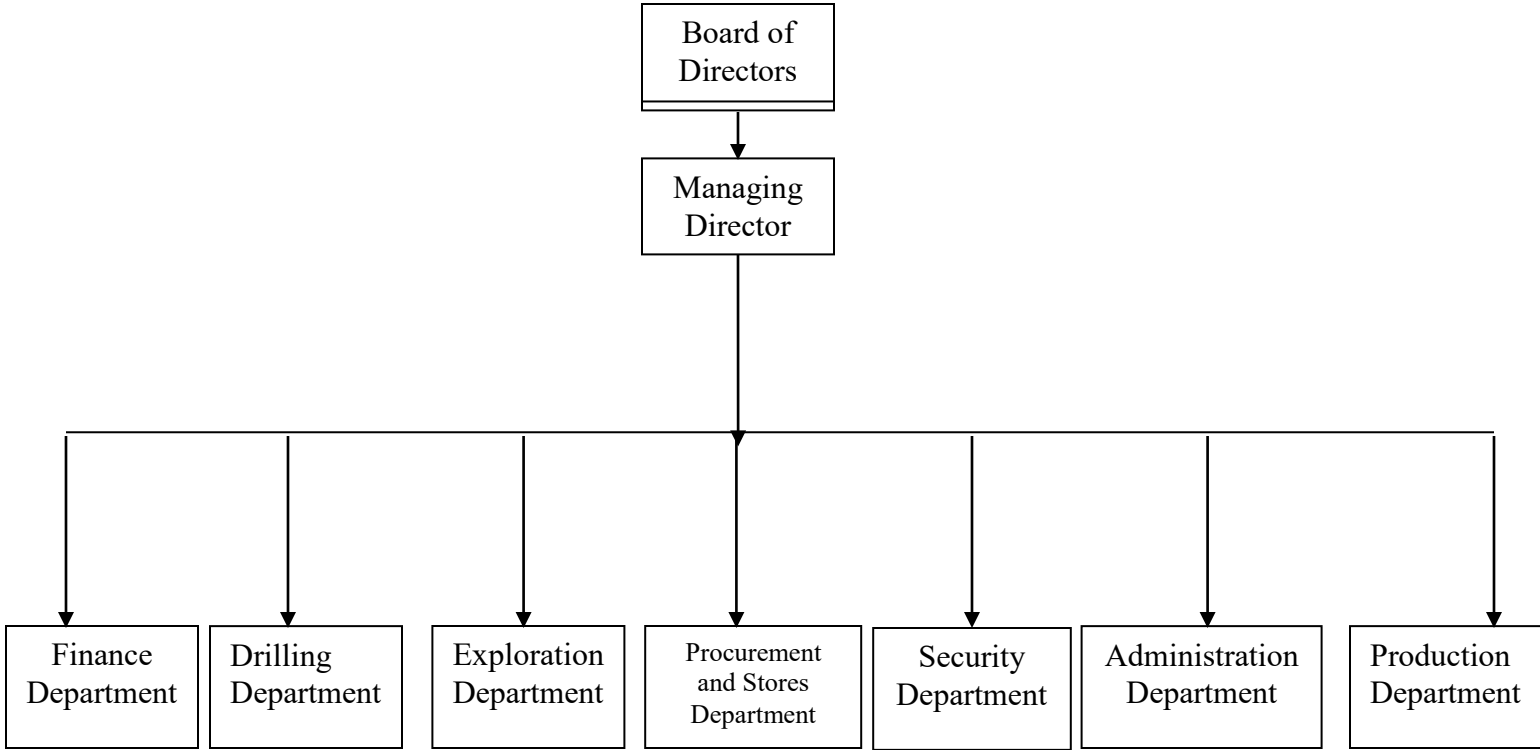 Board of
Directors
Managing
Director
Finance
Department
Drilling
Department
Exploration
Department
Procurement
and Stores
Department
Security
Department
Administration
Department
Production
Department